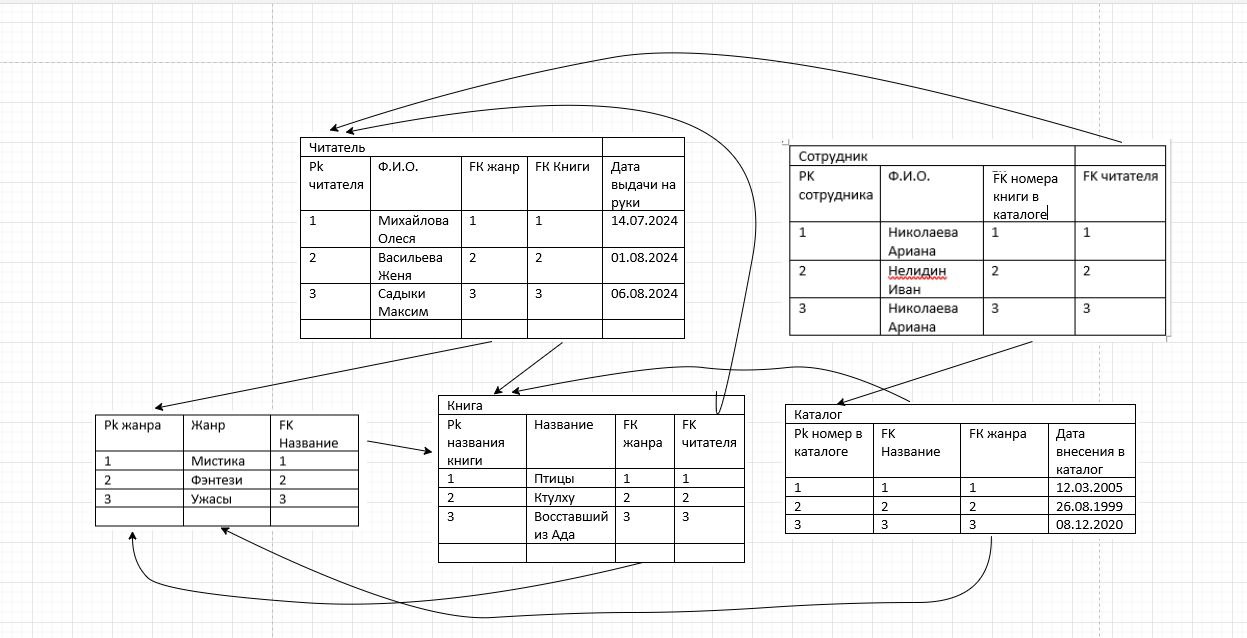 Читатель
Pk читателя Ф.И.О. FК жанр FK Книги Дата выдачи на руки
1 Михайлова Олеся 1 1 14.07.2024
2 Васильева Женя 2 2 01.08.2024
3 Садыки Максим 3 3 06.08.2024
Сотрудник
PK сотрудника Ф.И.О. FK номера книги в каталоге FK читателя
1 Николаева Ариана 1 1
2 Нелидин Иван 2 2
3 Николаева Ариана 3 3
Pk жанра Жанр FK Название
1 Мистика 1
2 Фэнтези 2
3 Ужасы 3
Книга
Pk названия книги Название FK жанра FK читателя
1 Птицы 1 1
2 Ктулху 2 2
3 Восставший из Ада 3 3
Каталог
Pk номер в каталоге FK Название FK жанра Дата внесения в каталог
1 1 1 12.03.2005
2 2 2 26.08.1999
3 3 3 08.12.2020